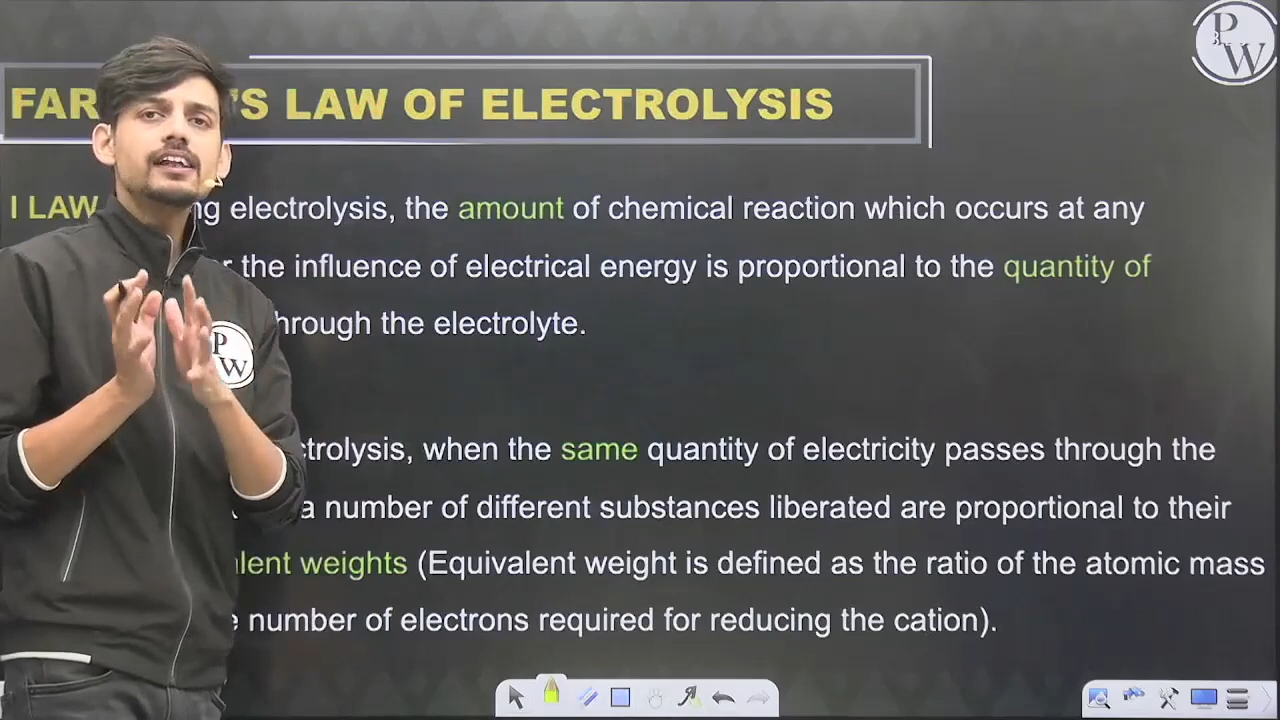 FAR 'S LAW OF ELECTROLYSIS
I LAW ng electrolysis, the amount of chemical reaction which occurs at any
r the influence of electrical energy is proportional to the quantity of
hrough the electrolyte.
ctrolysis, when the same quantity of electricity passes through the
a number of different substances liberated are proportional to their
lent weights (Equivalent weight is defined as the ratio of the atomic mass
e number of electrons required for reducing the cation).
P
W
P
W